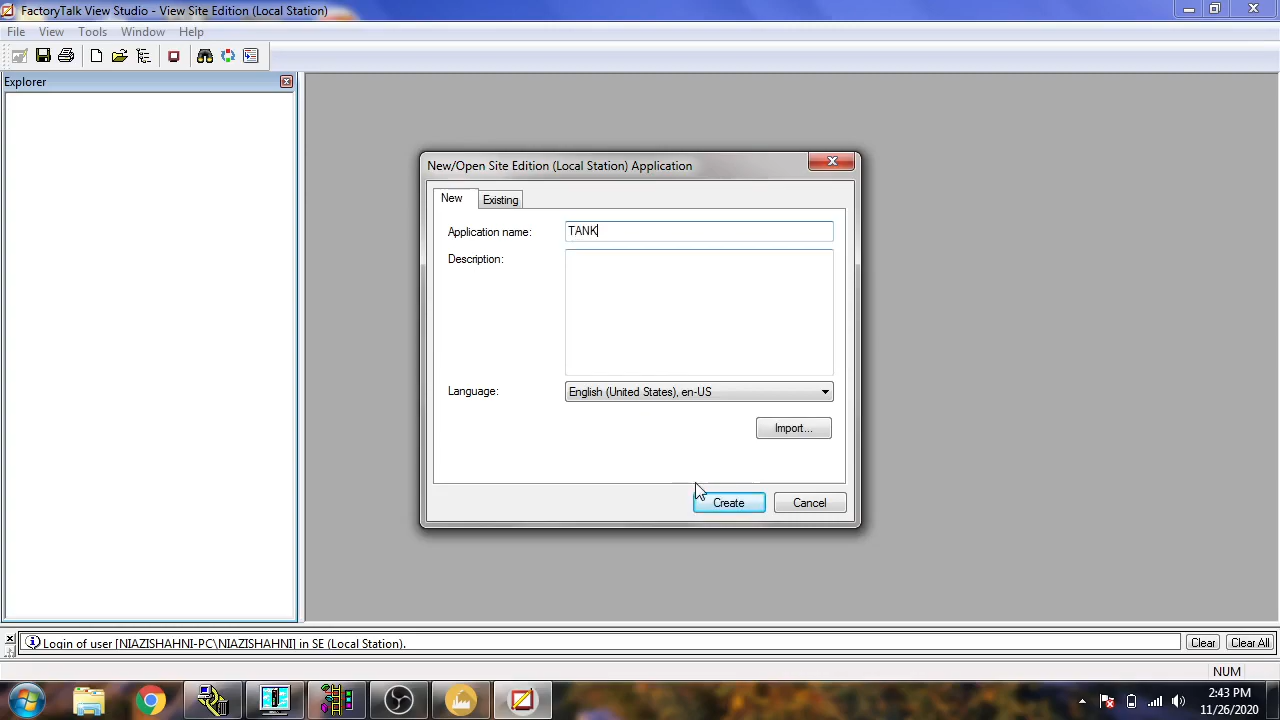 FactoryTalk View Studio - View Site Edition (Local Station)
File View Tools Window Help
Explorer
New/Open Site Edition (Local Station) Application
New Existing
Application name: TANK
Description:
Language: English (United States), en-US
Import...
Create Cancel
Login of user [NIAZISHAHNI-PC\NIAZISHAHNI] in SE (Local Station). Clear Clear All
NUM
2:43 PM
11/26/2020